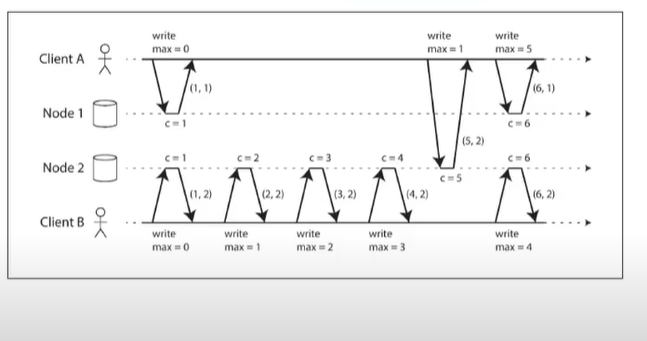 write
max = 0
write
max = 1
write
max = 5
Client A
(1, 1)
(6, 1)
Node 1
c = 1
c = 6
(5, 2)
Node 2
c = 1
c = 2
c = 3
c = 4
c = 6
c = 5
(1, 2)
(2, 2)
(3, 2)
(4, 2)
(6, 2)
Client B
write
max = 0
write
max = 1
write
max = 2
write
max = 3
write
max = 4